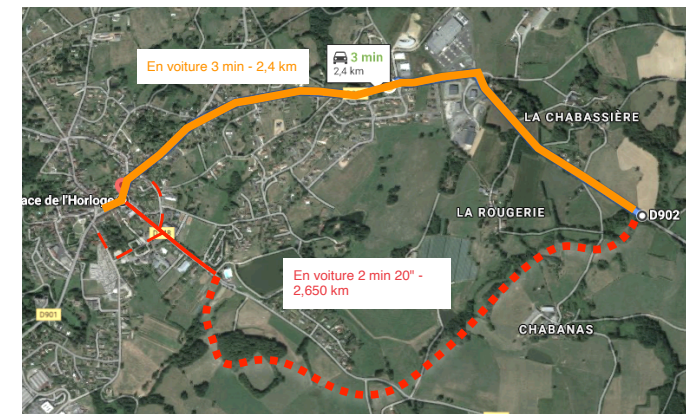 En voiture 3 min - 2,4 km
3 min
2,4 km
LA CHABASSIÈRE
ace de l'Horloge
LA ROUGERIE
D902
En voiture 2 min 20" -
2,650 km
D901
CHABANAS